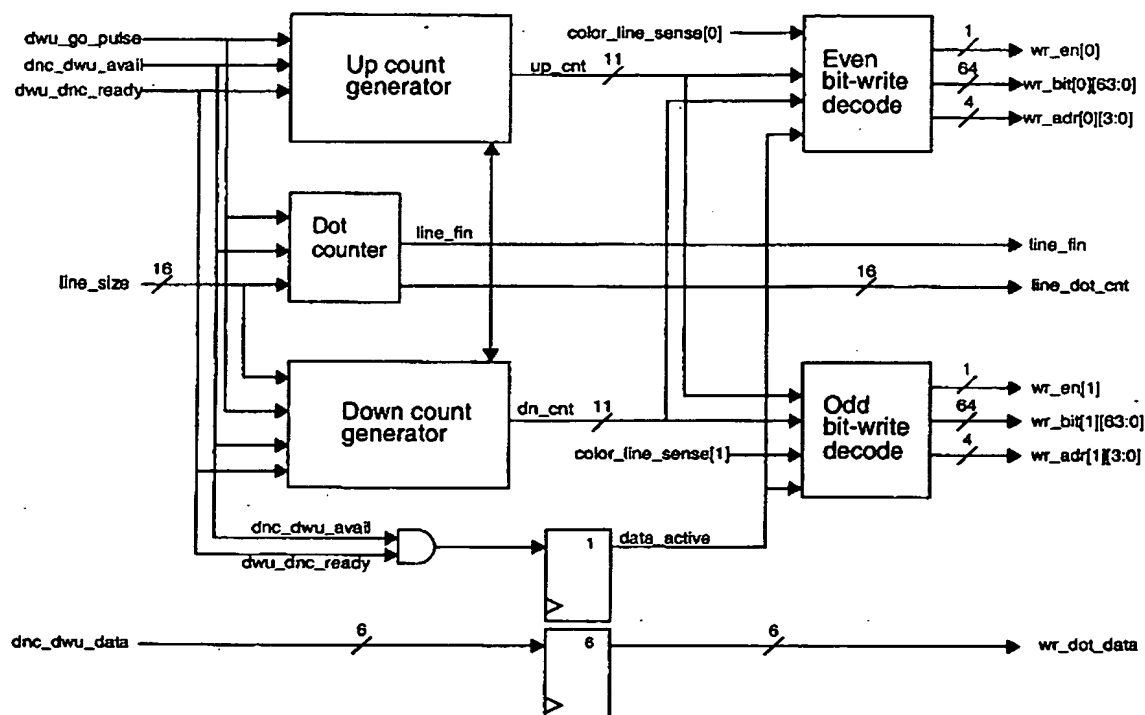 dwu_go_pulse
dnc_dwu_avail
dwu_dnc_ready
Up count
generator
up_cnt
11
color_line_sense[0]
Even
bit-write
decode
1
wr_en[0]
64
wr_bit[0][63:0]
4
wr_adr[0][3:0]
Dot
counter
line_fin
line_fin
line_size
16
16
line_dot_cnt
Down count
generator
dn_cnt
11
color_line_sense[1]
Odd
bit-write
decode
1
wr_en[1]
64
wr_bit[1][63:0]
4
wr_adr[1][3:0]
dnc_dwu_avail
dwu_dnc_ready
1
data_active
dnc_dwu_data
6
6
6
wr_dot_data